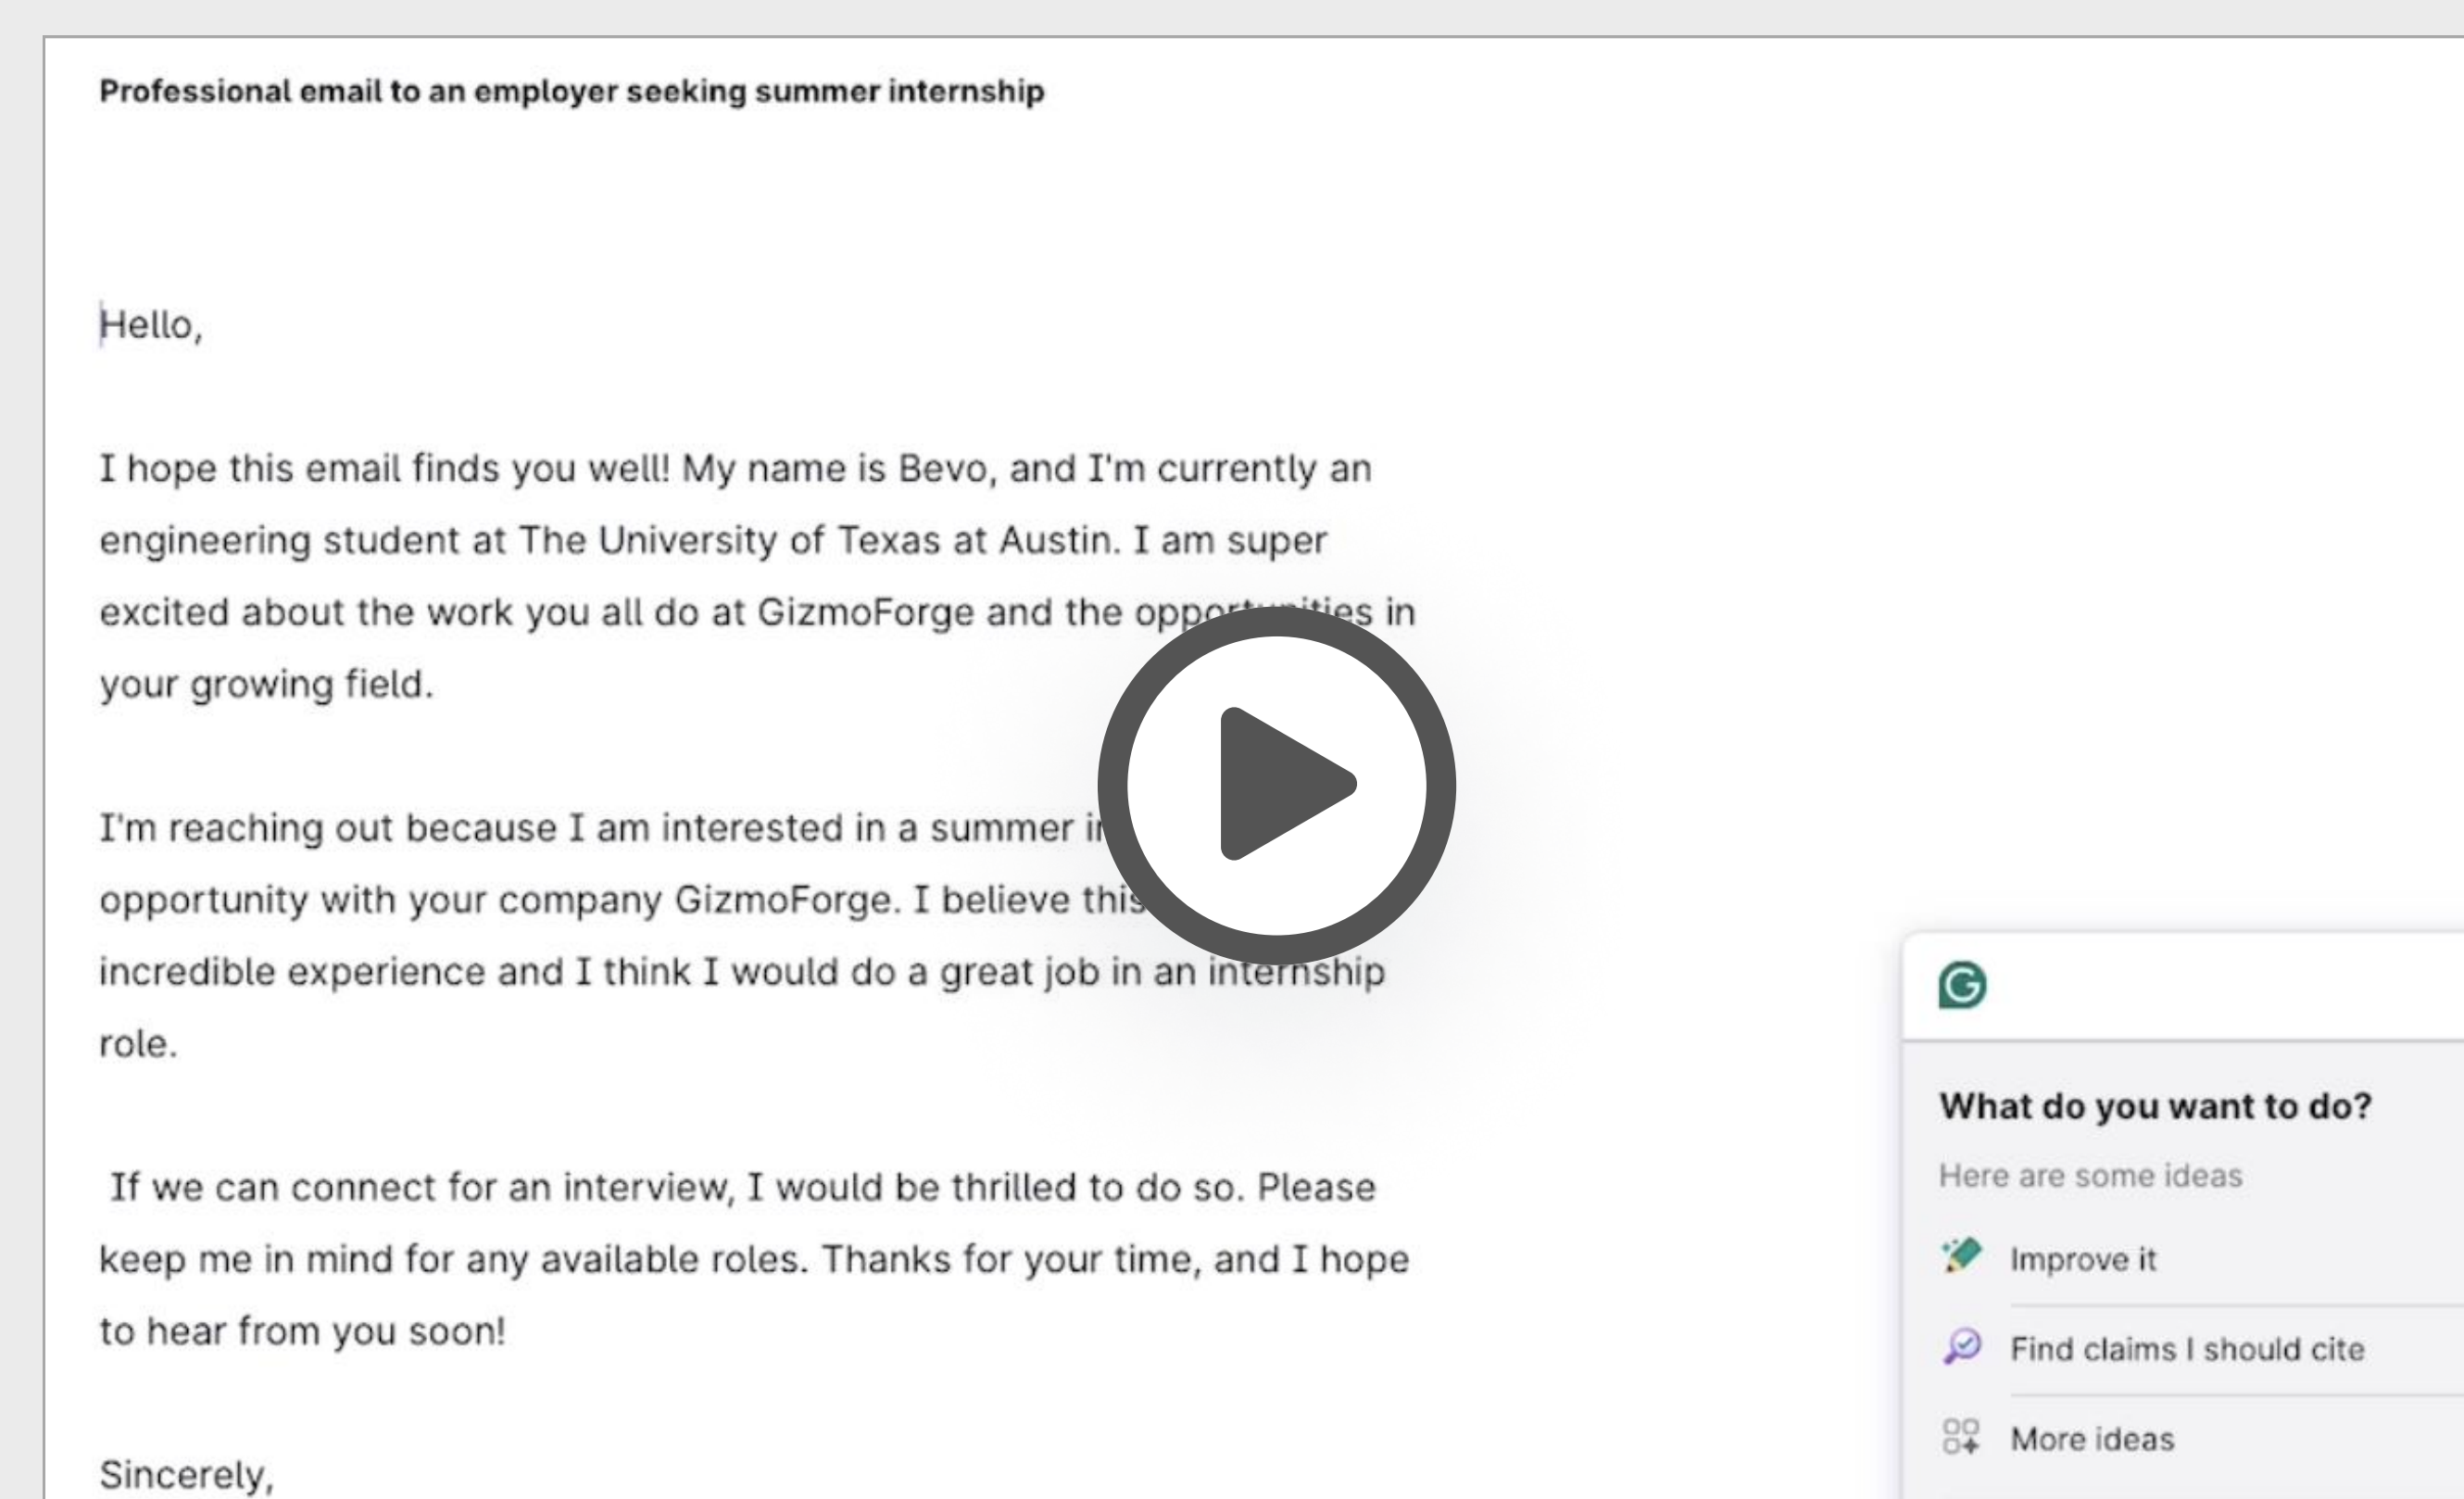 Professional email to an employer seeking summer internship
Hello,
I hope this email finds you well! My name is Bevo, and I'm currently an
engineering student at The University of Texas at Austin. I am super
excited about the work you all do at GizmoForge and the opportunities in
your growing field.
I'm reaching out because I am interested in a summer
opportunity with your company GizmoForge. I believe this
incredible experience and I think I would do a great job in an internship
role.
If we can connect for an interview, I would be thrilled to do so. Please
keep me in mind for any available roles. Thanks for your time, and I hope
to hear from you soon!
Sincerely,
G
What do you want to do?
Here are some ideas
Improve it
Find claims I should cite
More ideas